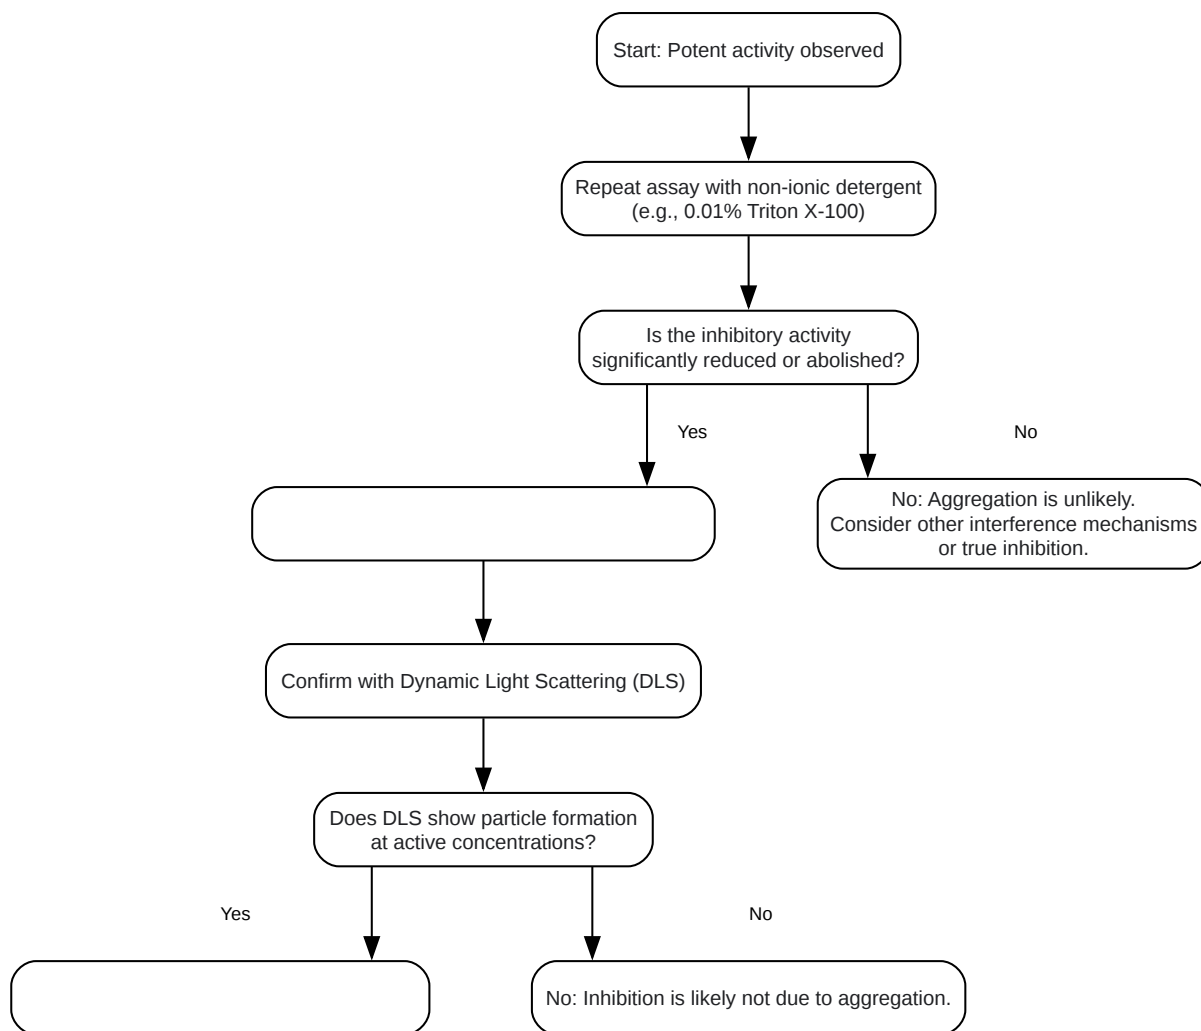 Start: Potent activity observed
Repeat assay with non-ionic detergent
(e.g., 0.01% Triton X-100)
Is the inhibitory activity
significantly reduced or abolished?
Yes
No
No: Aggregation is unlikely.
Consider other interference mechanisms
or true inhibition.
Confirm with Dynamic Light Scattering (DLS)
Does DLS show particle formation
at active concentrations?
Yes
No
No: Inhibition is likely not due to aggregation.